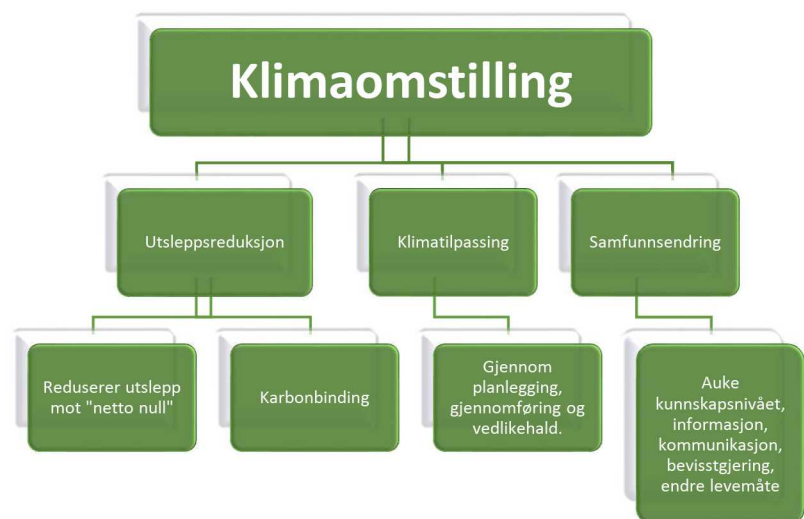 Klimaomstilling
Utsleppsreduksjon
Klimatilpassing
Samfunnsendring
Reduserer utslepp
mot "netto null"
Karbonbinding
Gjennom
planlegging,
gjennomføring og
vedlikehald.
Auke
kunnskapsnivået,
informasjon,
kommunikasjon,
bevisstgjering,
endre levemåte